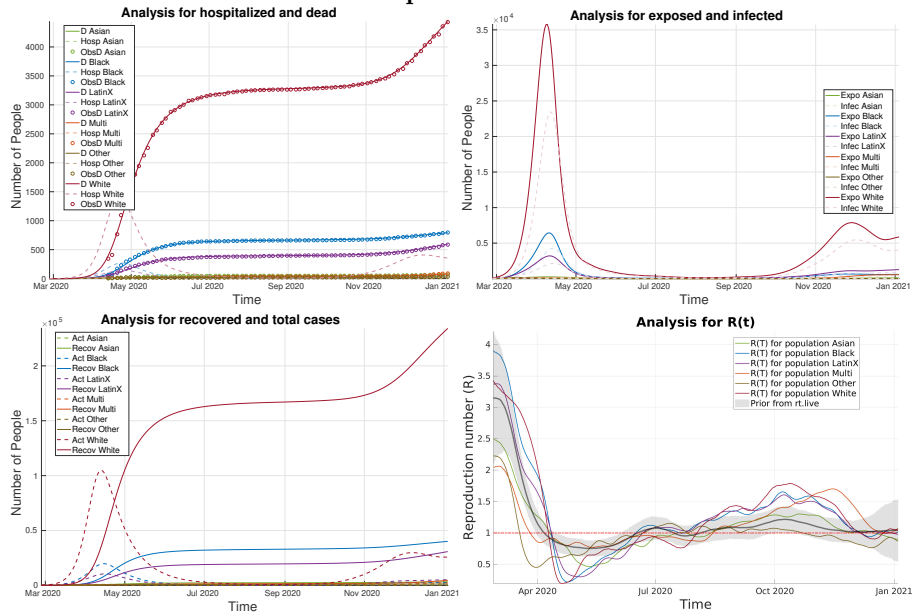 Analysis for hospitalized and dead
Number of People
4000
3500
3000
2500
2000
1500
1000
500
0
D Asian
Hosp Asian
ObsD Asian
D Black
Hosp Black
ObsD Black
D LatinX
Hosp LatinX
ObsD LatinX
D Multi
Hosp Multi
ObsD Multi
D Other
Hosp Other
ObsD Other
D White
Hosp White
ObsD White
Mar 2020
May 2020
Jul 2020
Sep 2020
Nov 2020
Jan 2021
Time
Analysis for exposed and infected
×10⁴
Number of People
3.5
3
2.5
2
1.5
1
0.5
0
Expo Asian
Infec Asian
Expo Black
Infec Black
Expo LatinX
Infec LatinX
Expo Multi
Infec Multi
Expo Other
Infec Other
Expo White
Infec White
Mar 2020
May 2020
Jul 2020
Sep 2020
Nov 2020
Jan 2021
Time
Analysis for recovered and total cases
×10⁵
Number of People
2
1.5
1
0.5
0
Act Asian
Recov Asian
Act Black
Recov Black
Act LatinX
Recov LatinX
Act Multi
Recov Multi
Act Other
Recov Other
Act White
Recov White
Mar 2020
May 2020
Jul 2020
Sep 2020
Nov 2020
Jan 2021
Time
Analysis for R(t)
Reproduction number (R)
4
3.5
3
2.5
2
1.5
1
0.5
R(T) for population Asian
R(T) for population Black
R(T) for population LatinX
R(T) for population Multi
R(T) for population Other
R(T) for population White
Prior from rt.live
Apr 2020
Jul 2020
Oct 2020
Jan 2021
Time